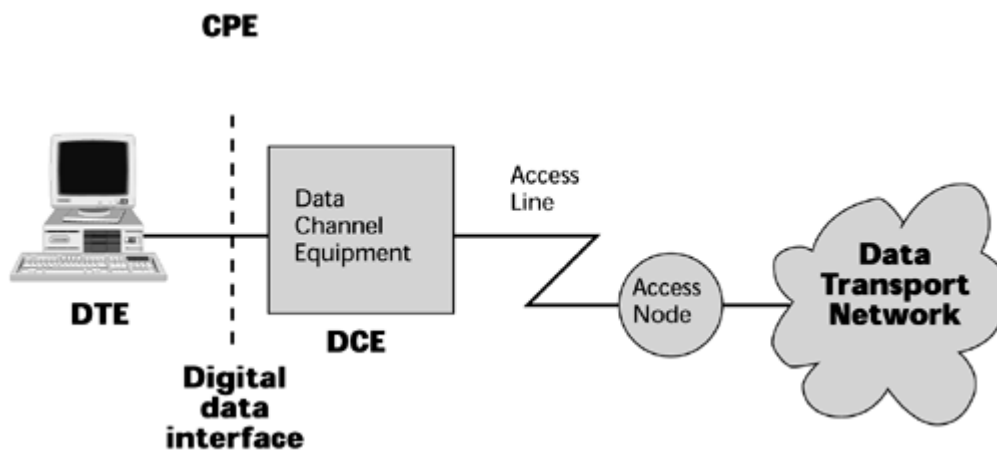 CPE
DTE
Digital
data
interface
Data
Channel
Equipment
DCE
Access
Line
Access
Node
Data
Transport
Network